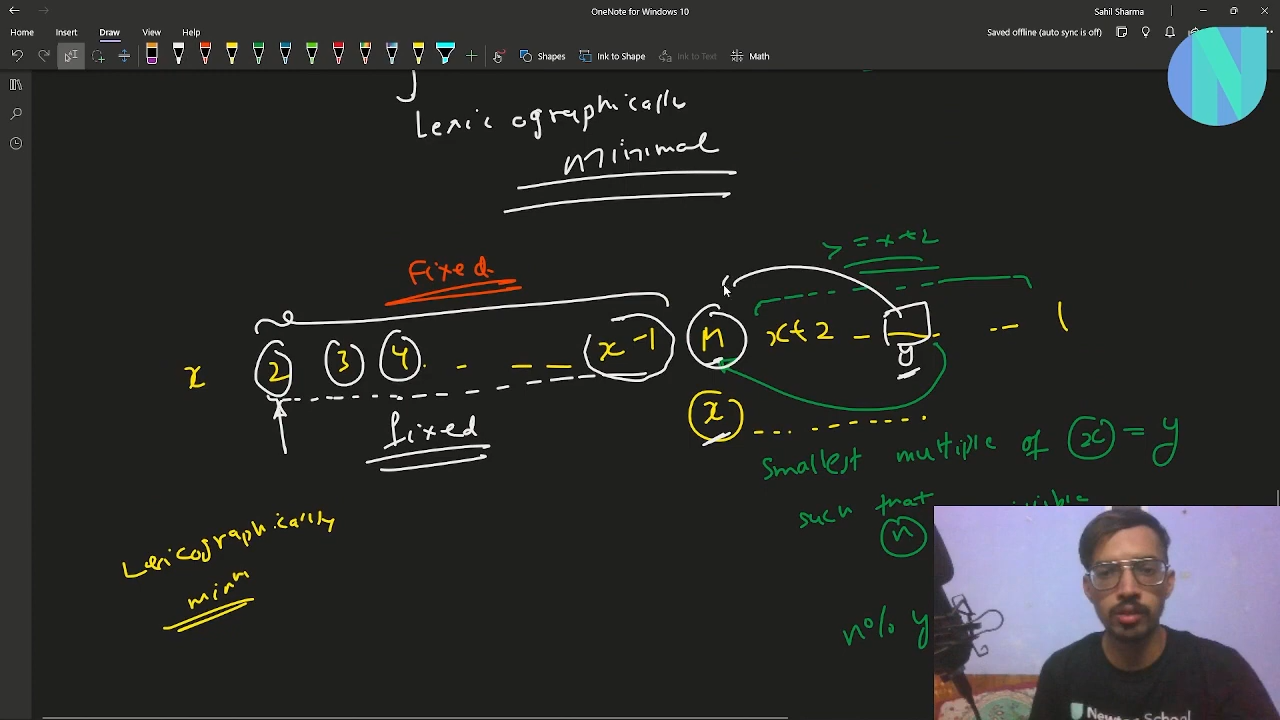 OneNote for Windows 10
Sahil Sharma
Home Insert Draw View Help
Saved offline (auto sync is off)
Shapes Ink to Shape Ink to Text Math
Lexicographically
Minimal
>= x+2
Fixed
x 2 3 4 . - - -- x-1 M x+2 - - -- 1
y
fixed
x
Smallest multiple of x = y
such that
n
Lexicographically
min^m
n % y